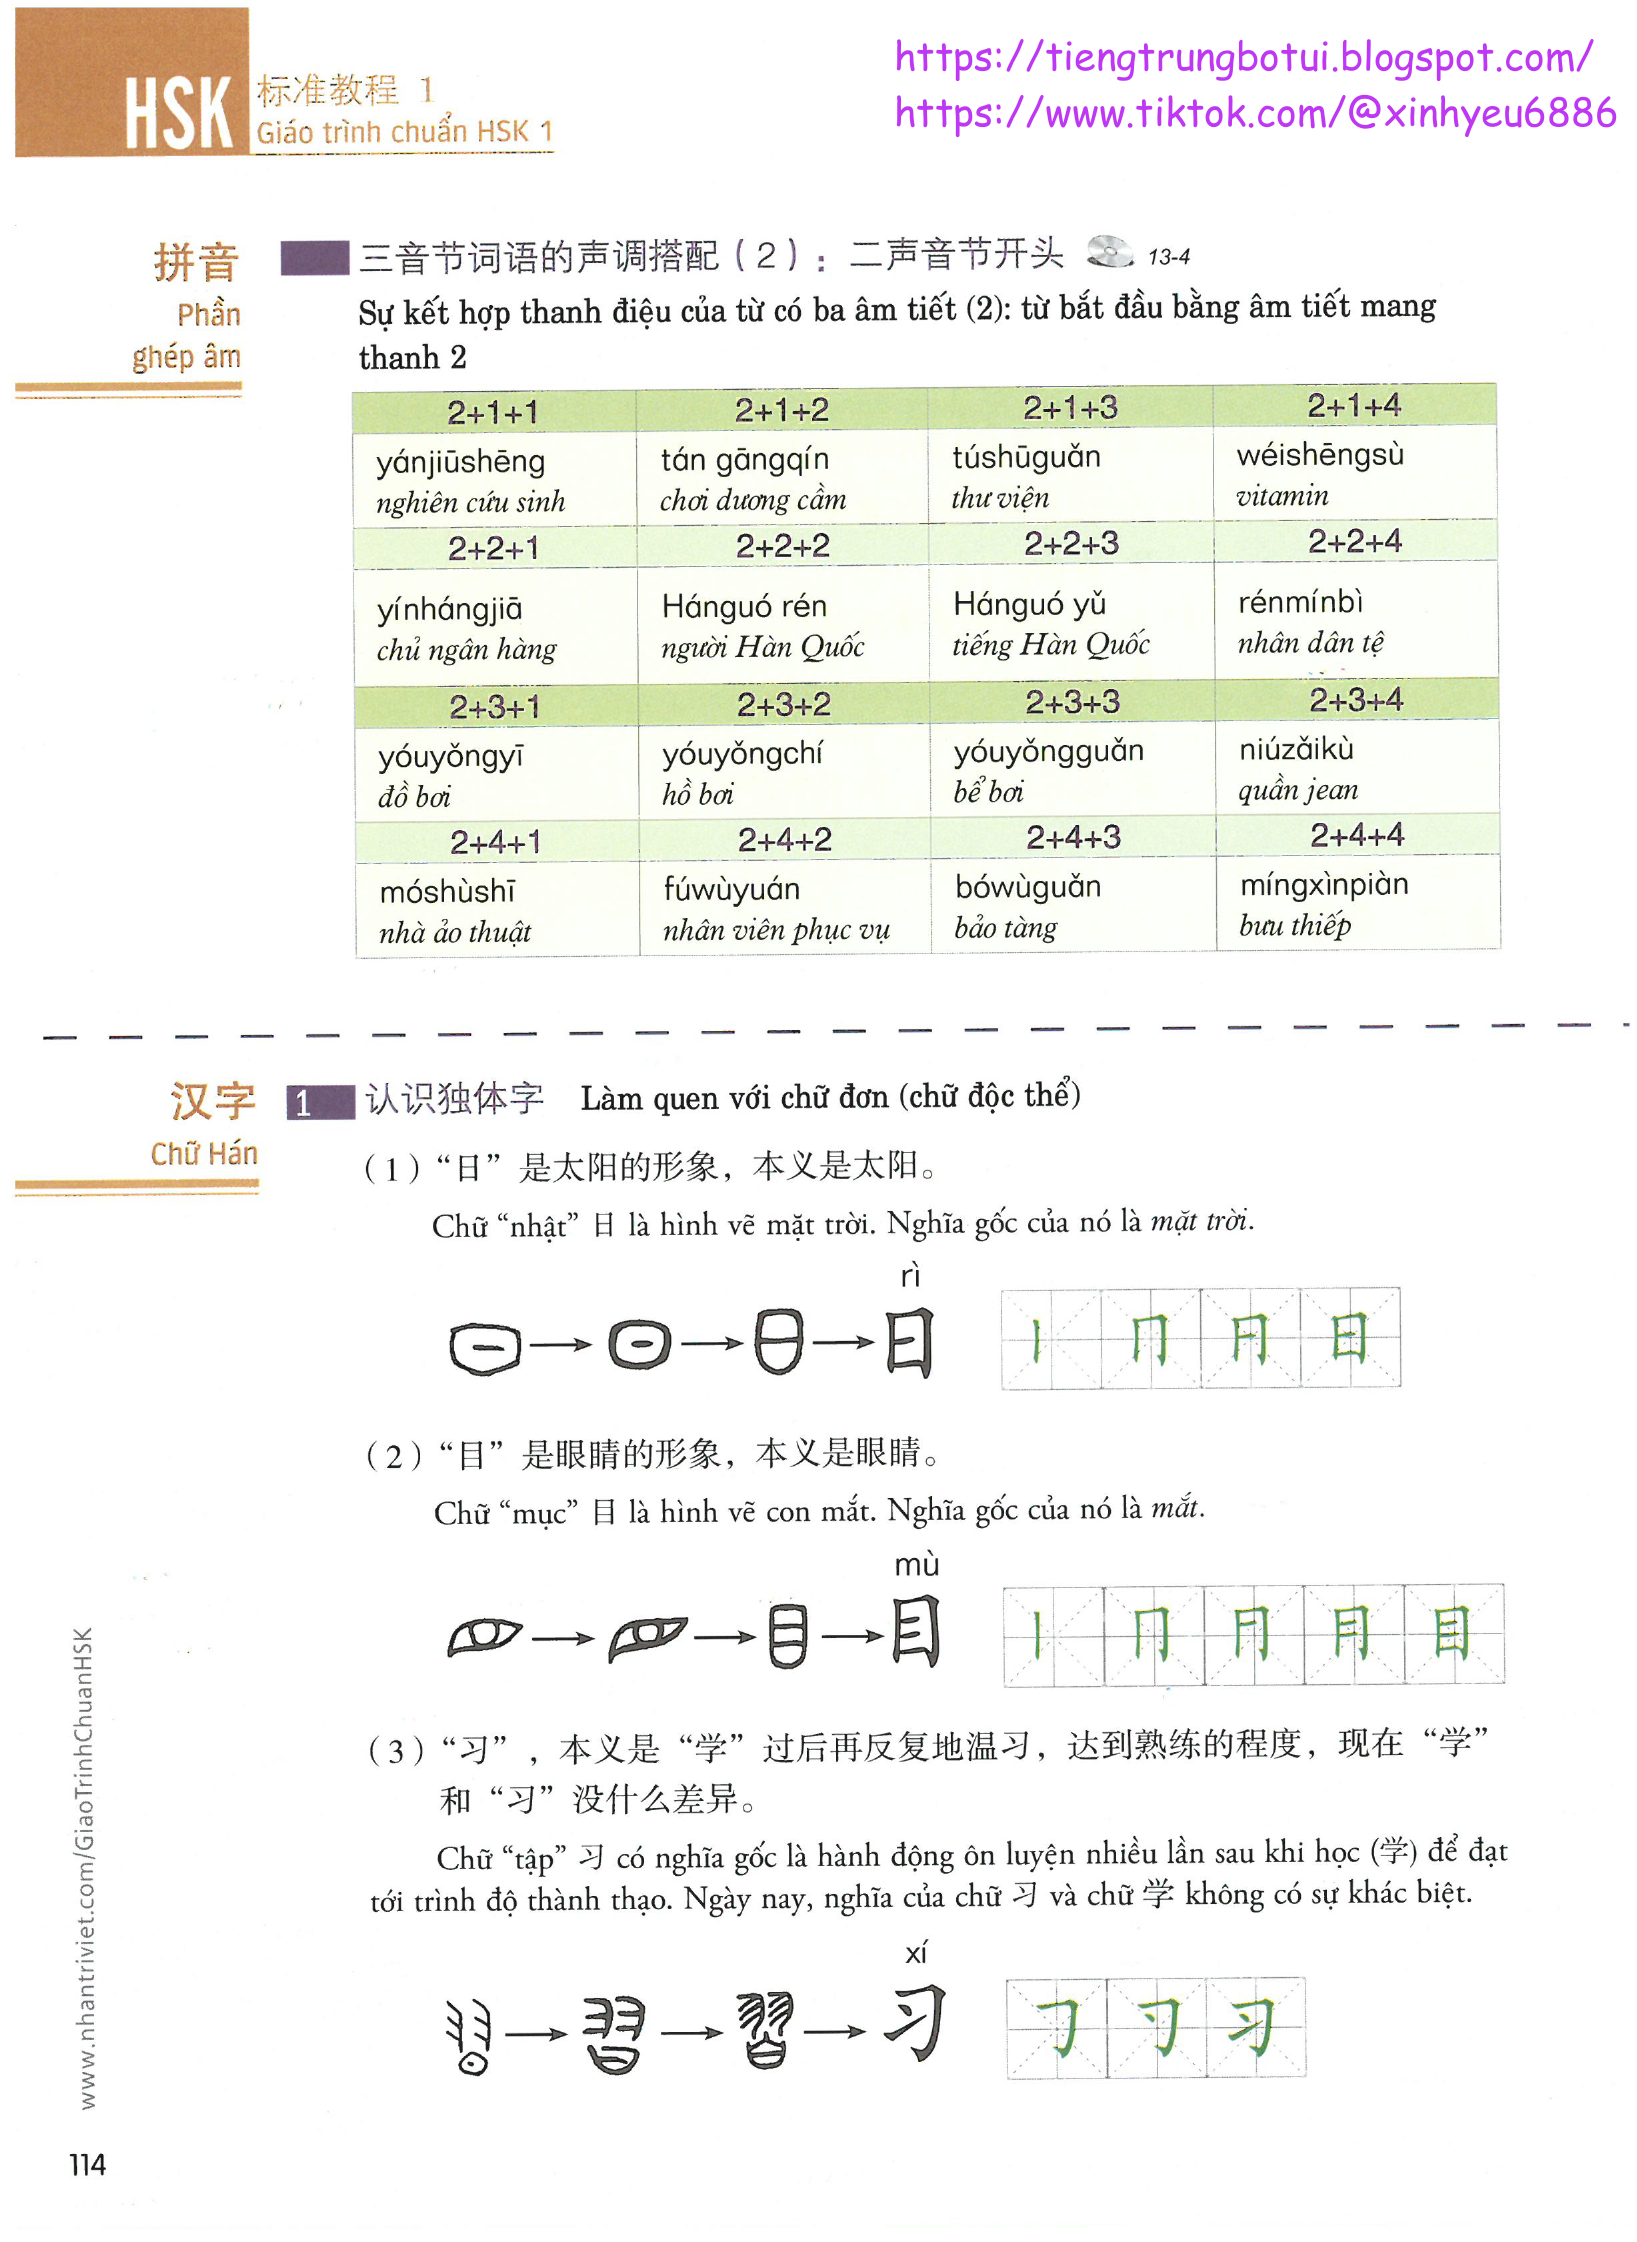 https://tiengtrungbotui.blogspot.com/
https://www.tiktok.com/@xinhyeu6886
HSK 标准教程 1
Giáo trình chuẩn HSK 1
拼音
Phần
ghép âm
三音节词语的声调搭配（2）：二声音节开头 13-4
Sự kết hợp thanh điệu của từ có ba âm tiết (2): từ bắt đầu bằng âm tiết mang
thanh 2
2+1+1 2+1+2 2+1+3 2+1+4
yánjiūshēng tán gāngqín túshūguǎn wéishēngsù
nghiên cứu sinh chơi dương cầm thư viện vitamin
2+2+1 2+2+2 2+2+3 2+2+4
yínhángjiā Hánguó rén Hánguó yǔ rénmínbì
chủ ngân hàng người Hàn Quốc tiếng Hàn Quốc nhân dân tệ
2+3+1 2+3+2 2+3+3 2+3+4
yóuyǒngyī yóuyǒngchí yóuyǒngguǎn niúzǎikù
đồ bơi hồ bơi bể bơi quần jean
2+4+1 2+4+2 2+4+3 2+4+4
móshùshī fúwùyuán bówùguǎn míngxìnpiàn
nhà ảo thuật nhân viên phục vụ bảo tàng bưu thiếp
汉字
Chữ Hán
1 认识独体字 Làm quen với chữ đơn (chữ độc thể)
（1）“日”是太阳的形象，本义是太阳。
Chữ “nhật” 日 là hình vẽ mặt trời. Nghĩa gốc của nó là mặt trời.
rì
日
（2）“目”是眼睛的形象，本义是眼睛。
Chữ “mục” 目 là hình vẽ con mắt. Nghĩa gốc của nó là mắt.
mù
目
（3）“习”，本义是“学”过后再反复地温习，达到熟练的程度，现在“学”
和“习”没什么差异。
Chữ “tập” 习 có nghĩa gốc là hành động ôn luyện nhiều lần sau khi học (学) để đạt
tới trình độ thành thạo. Ngày nay, nghĩa của chữ 习 và chữ 学 không có sự khác biệt.
xí
习
www.nhantriviet.com/GiaoTrinhChuanHSK
114